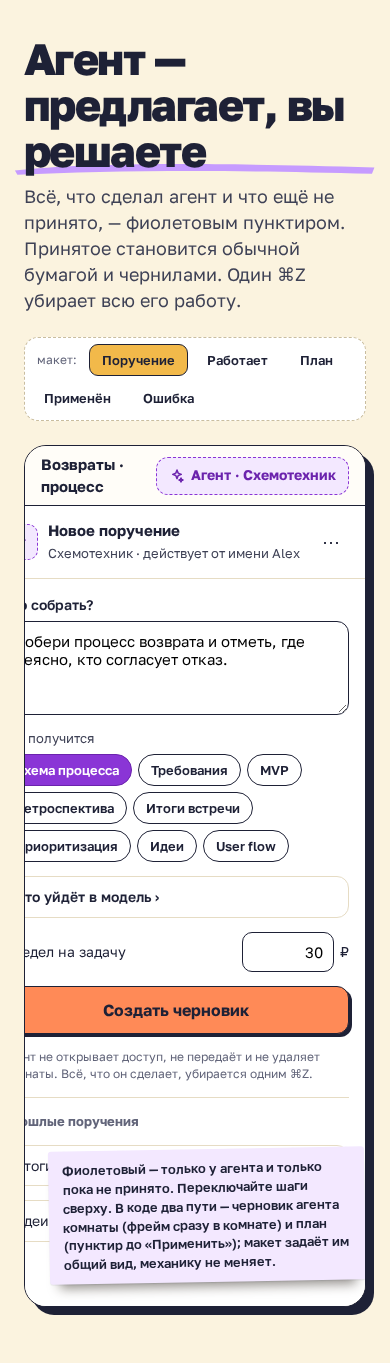 Агент —
предлагает, вы
решаете
Всё, что сделал агент и что ещё не
принято, — фиолетовым пунктиром.
Принятое становится обычной
бумагой и чернилами. Один ⌘Z
убирает всю его работу.
макет: Поручение Работает План
Применён Ошибка
Возвраты ·
процесс
Агент · Схемотехник
Новое поручение
Схемотехник · действует от имени Alex
...
собрать?
обери процесс возврата и отметь, где
еясно, кто согласует отказ.
получится
хема процесса Требования MVP
етроспектива Итоги встречи
риоритизация Идеи User flow
то уйдёт в модель ›
едел на задачу 30 ₽
Создать черновик
нт не открывает доступ, не передаёт и не удаляет
наты. Всё, что он сделает, убирается одним ⌘Z.
ошлые поручения
Фиолетовый — только у агента и только
пока не принято. Переключайте шаги
сверху. В коде два пути — черновик агента
комнаты (фрейм сразу в комнате) и план
(пунктир до «Применить»); макет задаёт им
общий вид, механику не меняет.